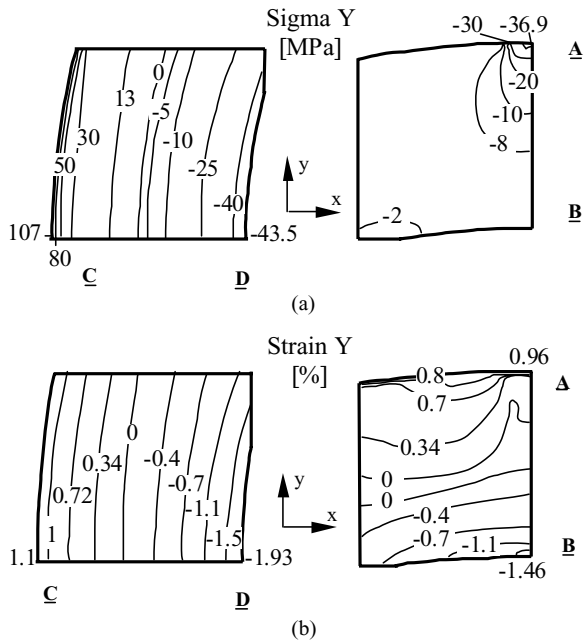 Sigma Y
[MPa]
-30
-36.9
A
0
13
-5
-20
30
-10
-10
50
-25
-8
y
-40
x
-2
B
107
-43.5
80
C
D
(a)
Strain Y
[%]
0.96
0.8
A
0.7
0
0.34
-0.4
0.34
0.72
-0.7
y
0
-1.1
0
x
-0.4
1
-1.5
-0.7
1.1
-1.93
-1.1
B
-1.46
C
D
(b)